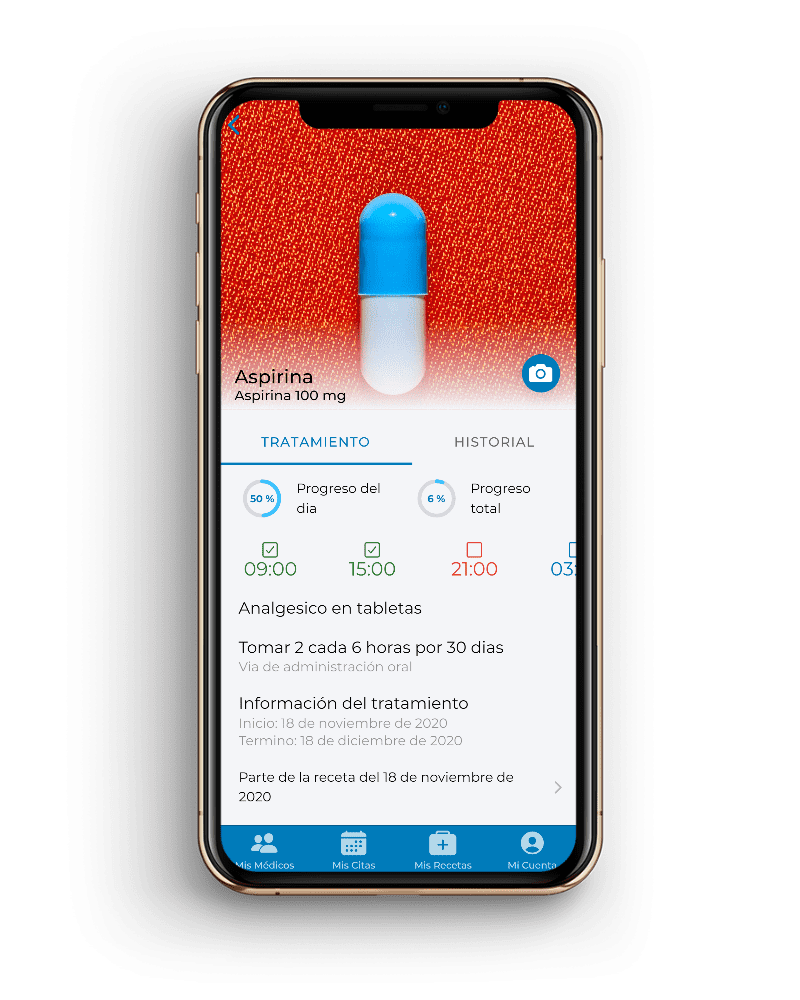 Aspirina
Aspirina 100 mg
TRATAMIENTO
HISTORIAL
50 %
Progreso del
dia
6 %
Progreso
total
09:00
15:00
21:00
03:
Analgesico en tabletas
Tomar 2 cada 6 horas por 30 dias
Via de administración oral
Información del tratamiento
Inicio: 18 de noviembre de 2020
Termino: 18 de diciembre de 2020
Parte de la receta del 18 de noviembre de
2020
Mis Médicos
Mis Citas
Mis Recetas
Mi Cuenta